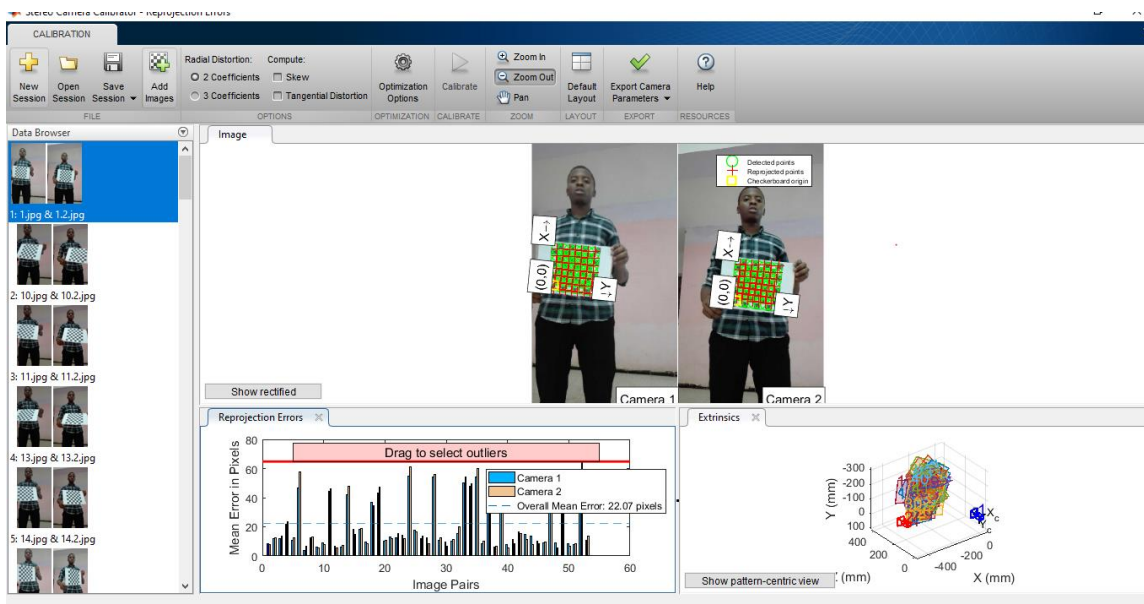 Stereo Camera Calibrator - Reprojection Errors
CALIBRATION
New Session
Open Session
Save Session
Add Images
Radial Distortion:
2 Coefficients
3 Coefficients
Compute:
Skew
Tangential Distortion
Optimization Options
Calibrate
Zoom In
Zoom Out
Pan
Default Layout
Export Camera Parameters
Help
FILE
OPTIONS
OPTIMIZATION
CALIBRATE
ZOOM
LAYOUT
EXPORT
RESOURCES
Data Browser
1: 1.jpg & 1.2.jpg
2: 10.jpg & 10.2.jpg
3: 11.jpg & 11.2.jpg
4: 13.jpg & 13.2.jpg
5: 14.jpg & 14.2.jpg
Image
Detected points
Reprojected points
Checkerboard origin
X→
(0,0)
Y→
X→
(0,0)
Y→
Show rectified
Camera 1
Camera 2
Reprojection Errors
Drag to select outliers
Camera 1
Camera 2
Overall Mean Error: 22.07 pixels
Mean Error in Pixels
80
60
40
20
0
0 10 20 30 40 50 60
Image Pairs
Extrinsics
-300
-200
-100
0
100
Y (mm)
400
200
0
-400
-200
0
X (mm)
(mm)
Xc
Yc
Show pattern-centric view